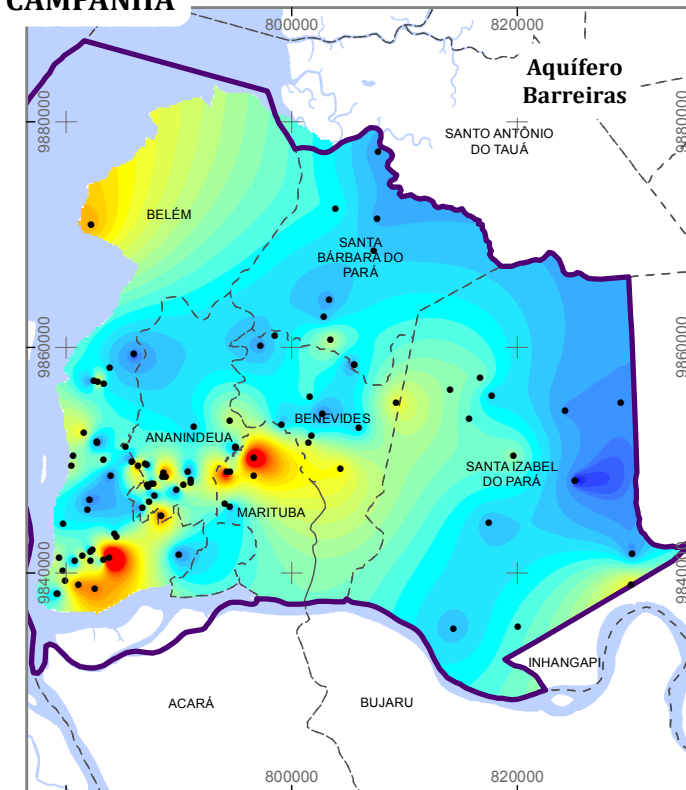 CAMPANHA
800000
820000
Aquífero
Barreiras
9880000
9880000
SANTO ANTÔNIO
DO TAUÁ
BELÉM
SANTA
BÁRBARA DO
PARÁ
9860000
9860000
BENEVIDES
ANANINDEUA
SANTA IZABEL
DO PARÁ
MARITUBA
9840000
9840000
INHANGAPI
ACARÁ
BUJARU
800000
820000